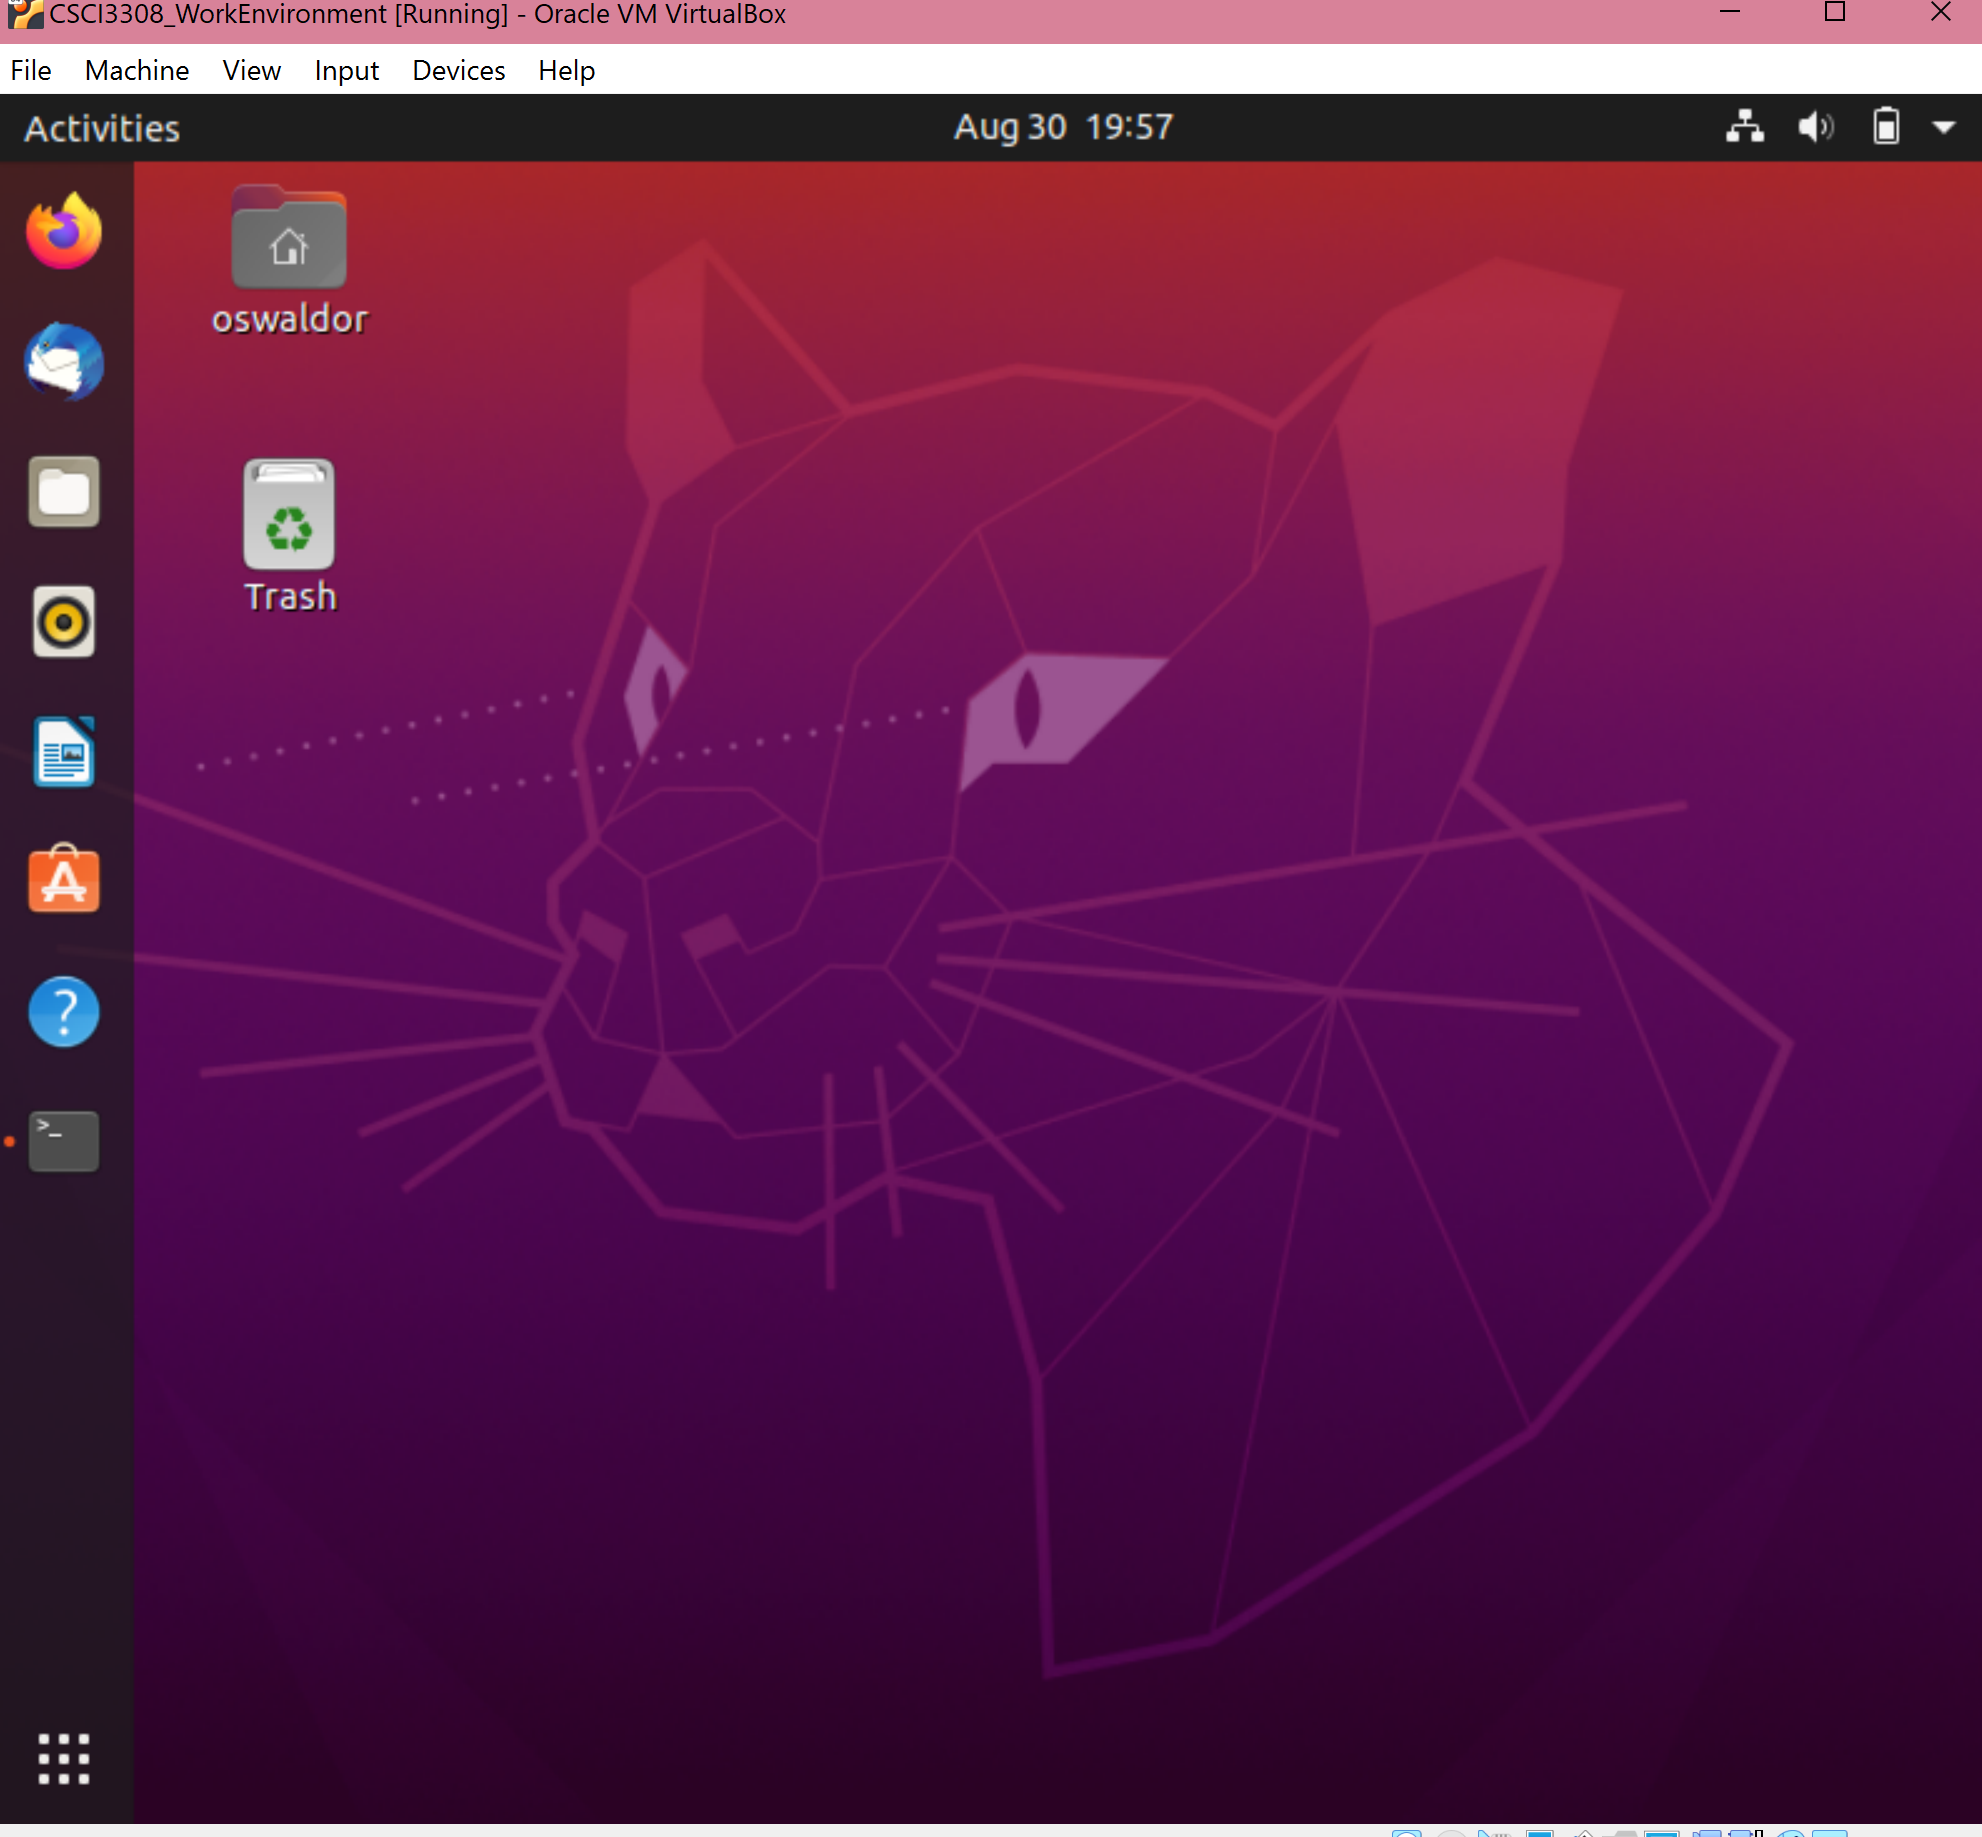 CSCI3308_WorkEnvironment [Running] - Oracle VM VirtualBox
File Machine View Input Devices Help
Activities Aug 30 19:57
oswaldor
Trash